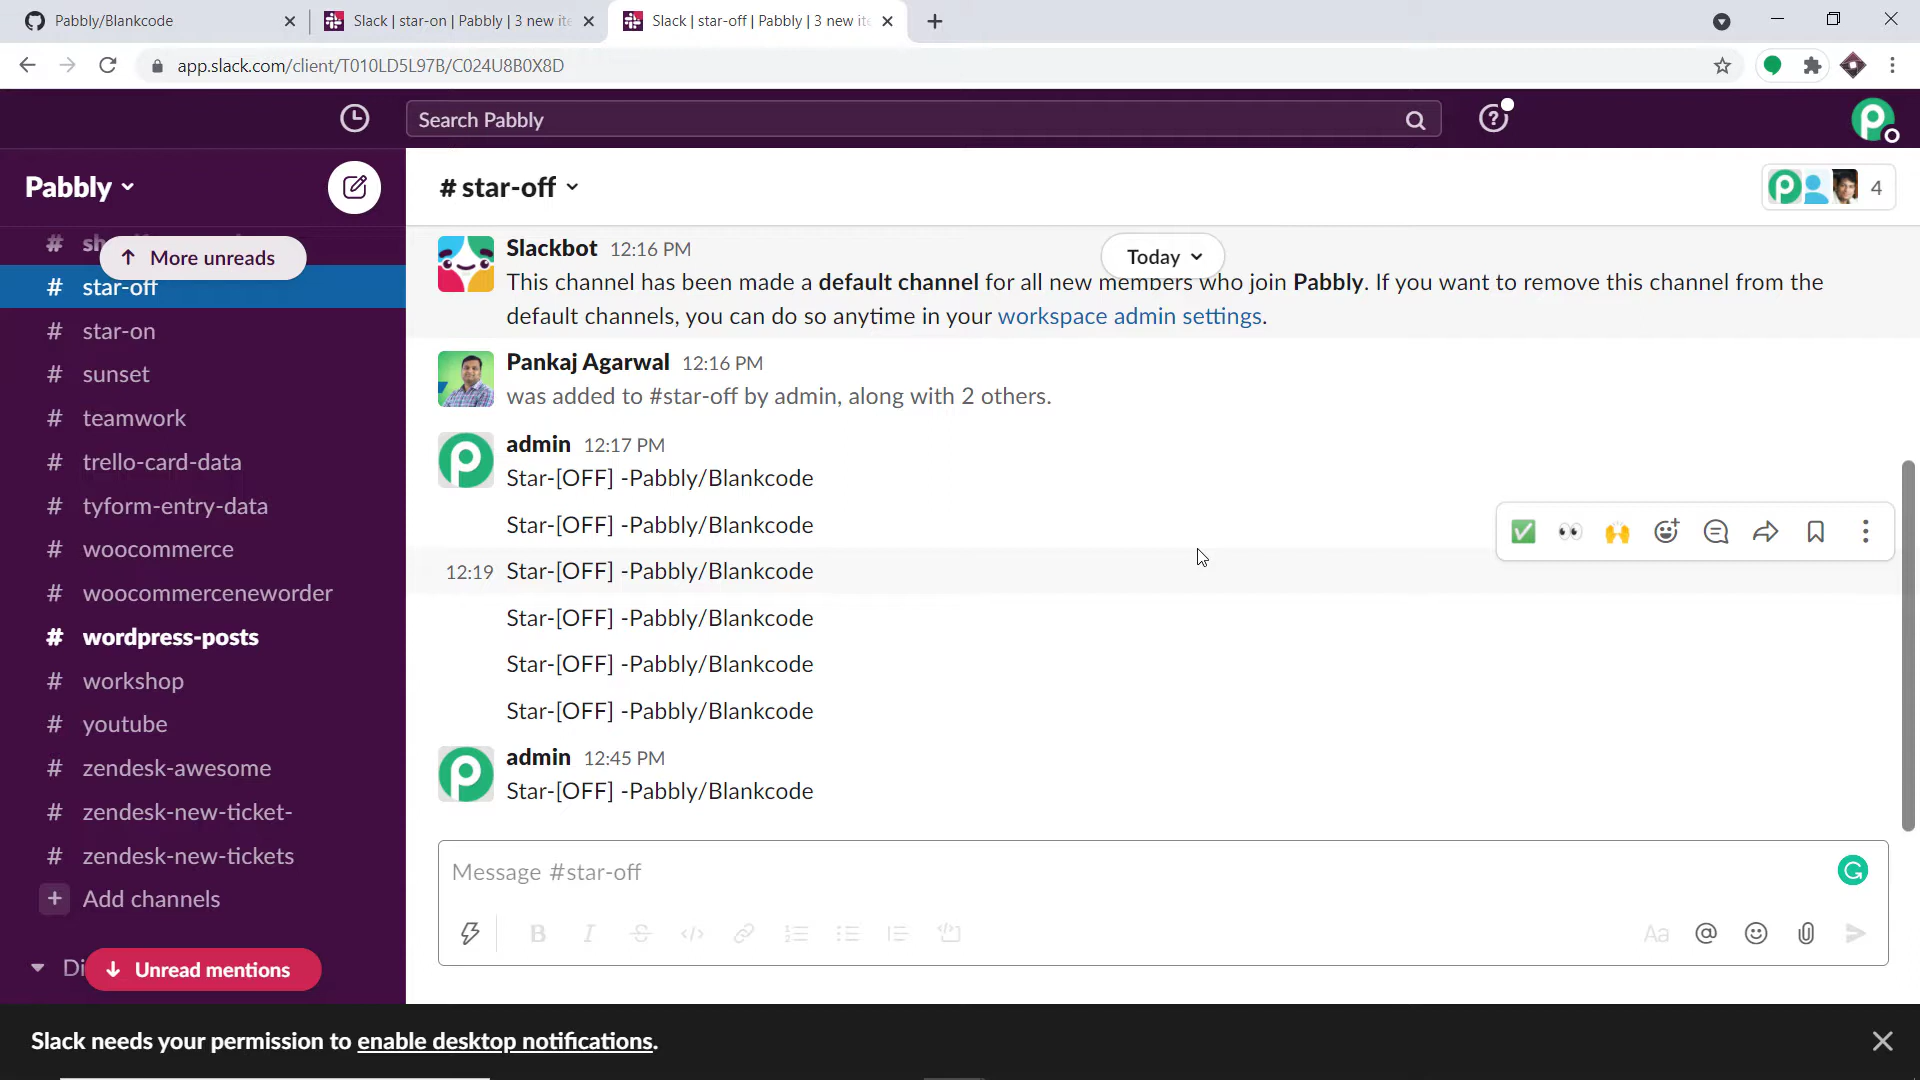 Pabbly/Blankcode
Slack | star-on | Pabbly | 3 new ite
Slack | star-off | Pabbly | 3 new ite
app.slack.com/client/T010LD5L97B/C024U8B0X8D
Search Pabbly
Pabbly
# star-off
4
More unreads
# star-off
# star-on
# sunset
# teamwork
# trello-card-data
# tyform-entry-data
# woocommerce
# woocommerceneworder
# wordpress-posts
# workshop
# youtube
# zendesk-awesome
# zendesk-new-ticket-
# zendesk-new-tickets
+ Add channels
Di
Unread mentions
Today
Slackbot 12:16 PM
This channel has been made a default channel for all new members who join Pabbly. If you want to remove this channel from the
default channels, you can do so anytime in your workspace admin settings.
Pankaj Agarwal 12:16 PM
was added to #star-off by admin, along with 2 others.
admin 12:17 PM
Star-[OFF] -Pabbly/Blankcode
Star-[OFF] -Pabbly/Blankcode
12:19 Star-[OFF] -Pabbly/Blankcode
Star-[OFF] -Pabbly/Blankcode
Star-[OFF] -Pabbly/Blankcode
Star-[OFF] -Pabbly/Blankcode
admin 12:45 PM
Star-[OFF] -Pabbly/Blankcode
Message #star-off
Aa
Slack needs your permission to enable desktop notifications.